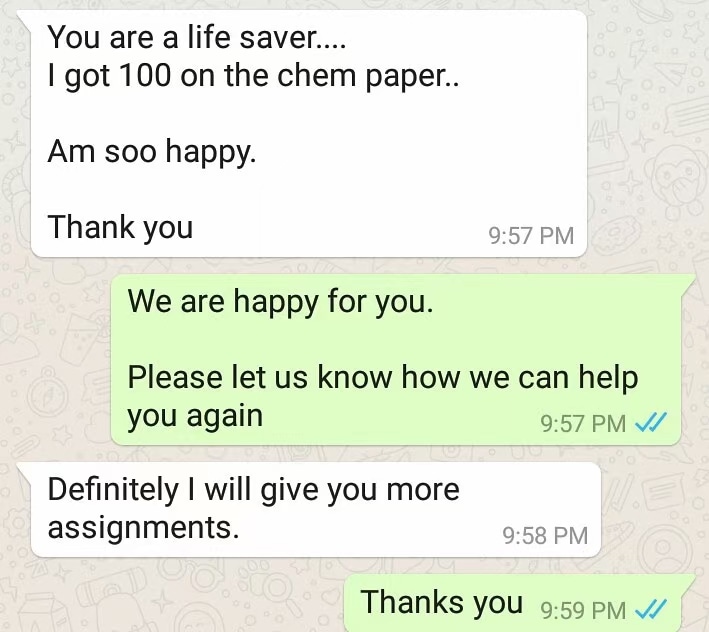 You are a life saver....
I got 100 on the chem paper..
Am soo happy.
Thank you
9:57 PM
We are happy for you.
Please let us know how we can help
you again
9:57 PM
Definitely I will give you more
assignments.
9:58 PM
Thanks you
9:59 PM